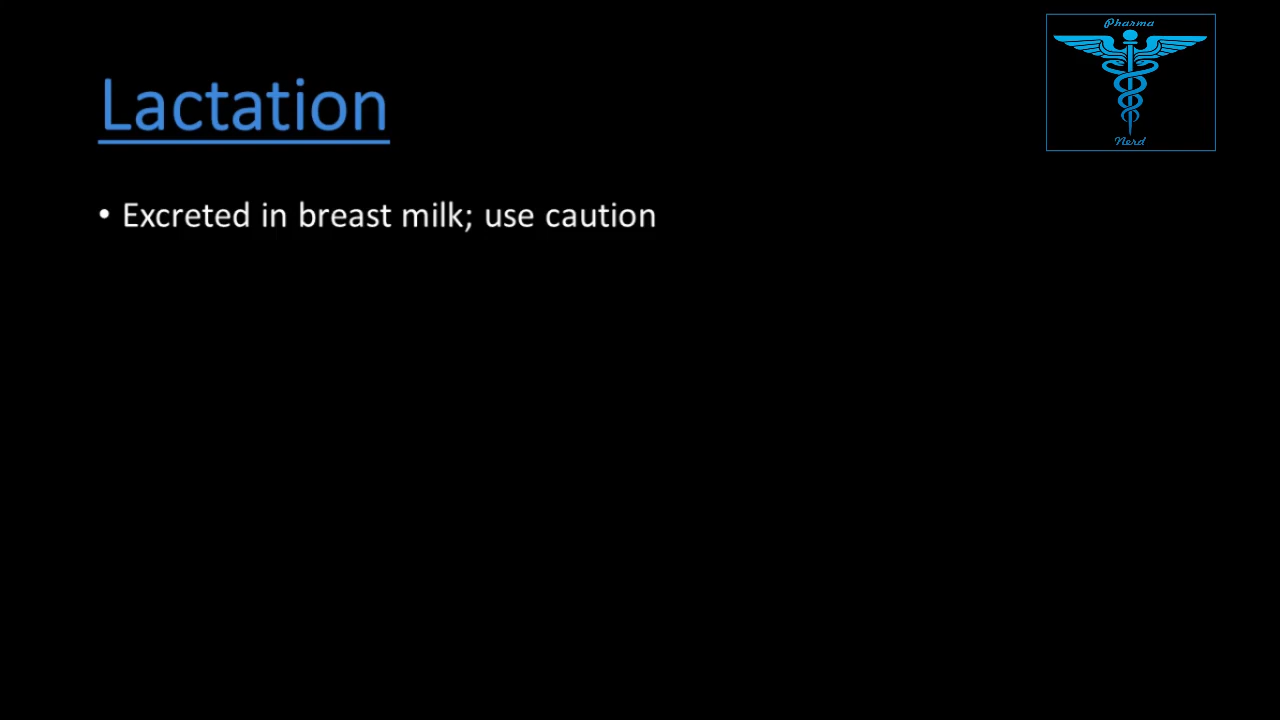 Pharma
Lactation
Nerd
• Excreted in breast milk; use caution